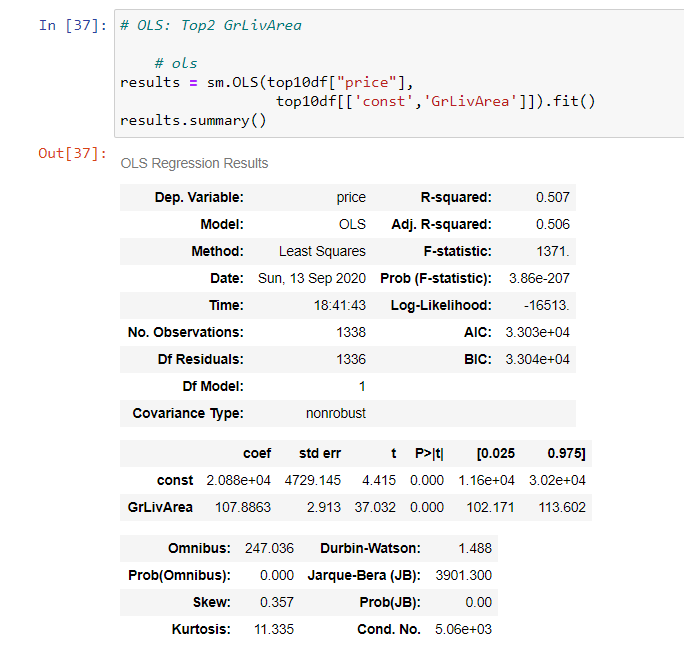 In [37]: # OLS: Top2 GrLivArea
# ols
results = sm.OLS(top10df["price"],
top10df[['const','GrLivArea']]).fit()
results.summary()
Out[37]: OLS Regression Results
Dep. Variable: price R-squared: 0.507
Model: OLS Adj. R-squared: 0.506
Method: Least Squares F-statistic: 1371.
Date: Sun, 13 Sep 2020 Prob (F-statistic): 3.86e-207
Time: 18:41:43 Log-Likelihood: -16513.
No. Observations: 1338 AIC: 3.303e+04
Df Residuals: 1336 BIC: 3.304e+04
Df Model: 1
Covariance Type: nonrobust
coef std err t P>|t| [0.025 0.975]
const 2.088e+04 4729.145 4.415 0.000 1.16e+04 3.02e+04
GrLivArea 107.8863 2.913 37.032 0.000 102.171 113.602
Omnibus: 247.036 Durbin-Watson: 1.488
Prob(Omnibus): 0.000 Jarque-Bera (JB): 3901.300
Skew: 0.357 Prob(JB): 0.00
Kurtosis: 11.335 Cond. No. 5.06e+03